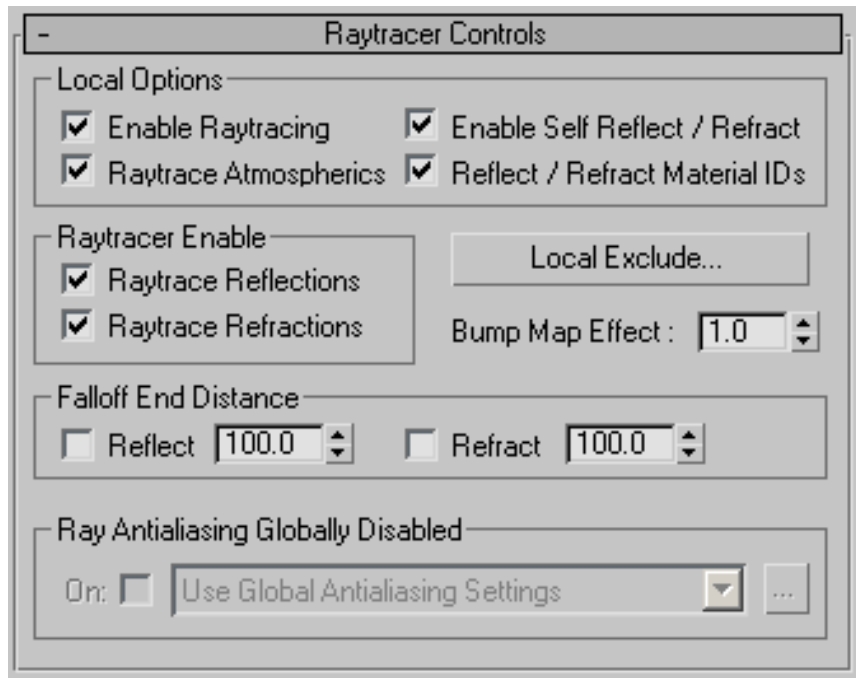 - Raytracer Controls
Local Options
Enable Raytracing
Enable Self Reflect / Refract
Raytrace Atmospherics
Reflect / Refract Material IDs
Raytracer Enable
Raytrace Reflections
Raytrace Refractions
Local Exclude...
Bump Map Effect : 1.0
Falloff End Distance
Reflect 100.0
Refract 100.0
Ray Antialiasing Globally Disabled
On: Use Global Antialiasing Settings ...